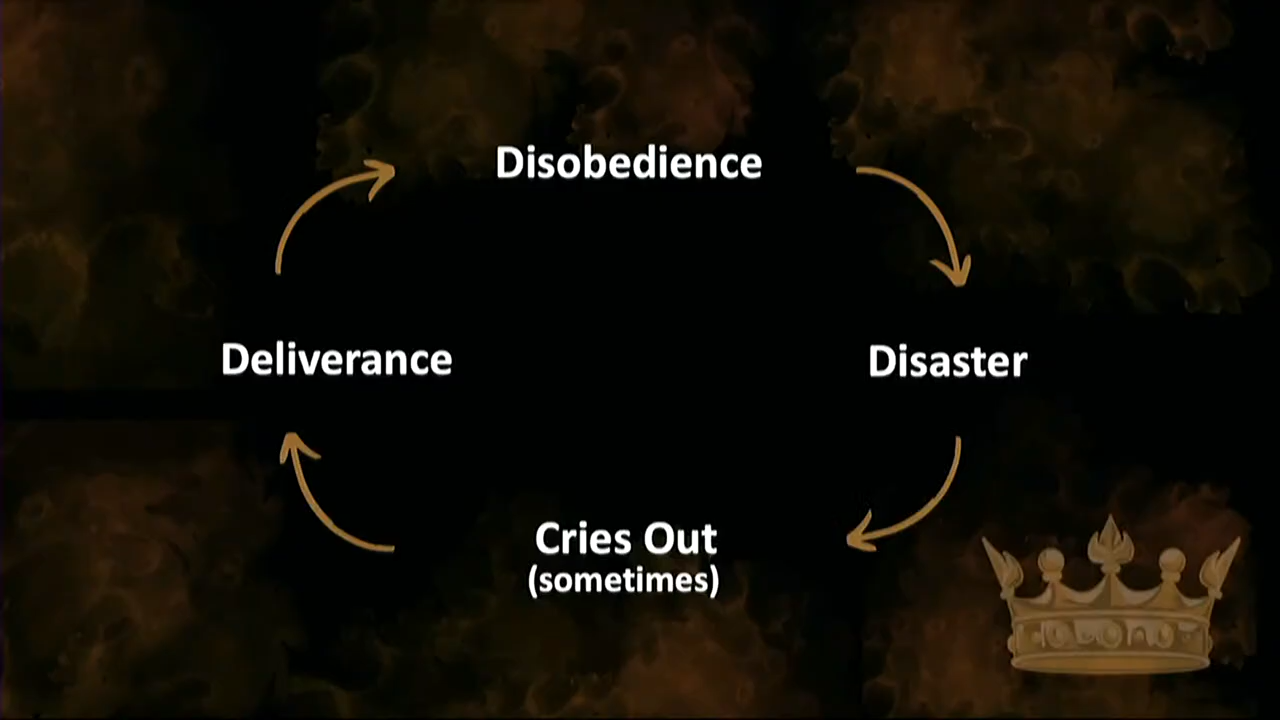 Disobedience
Deliverance
Disaster
Cries Out
(sometimes)